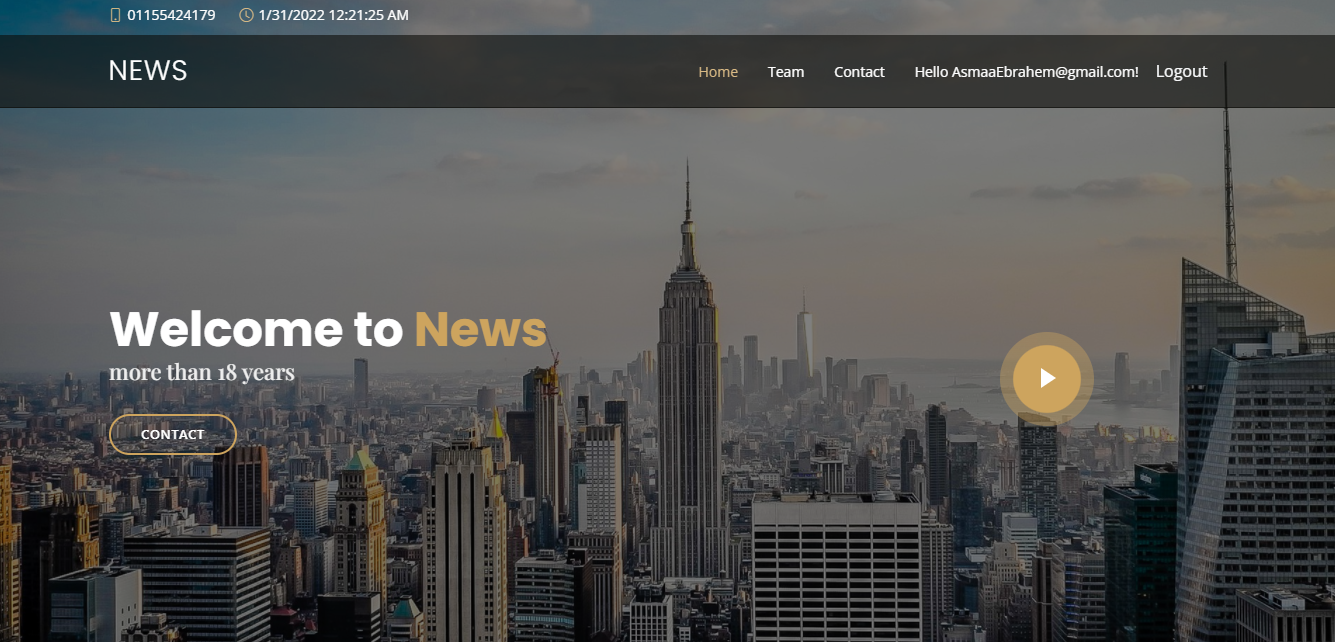 01155424179 1/31/2022 12:21:25 AM
NEWS Home Team Contact Hello AsmaaEbrahem@gmail.com! Logout
Welcome to News
more than 18 years
CONTACT